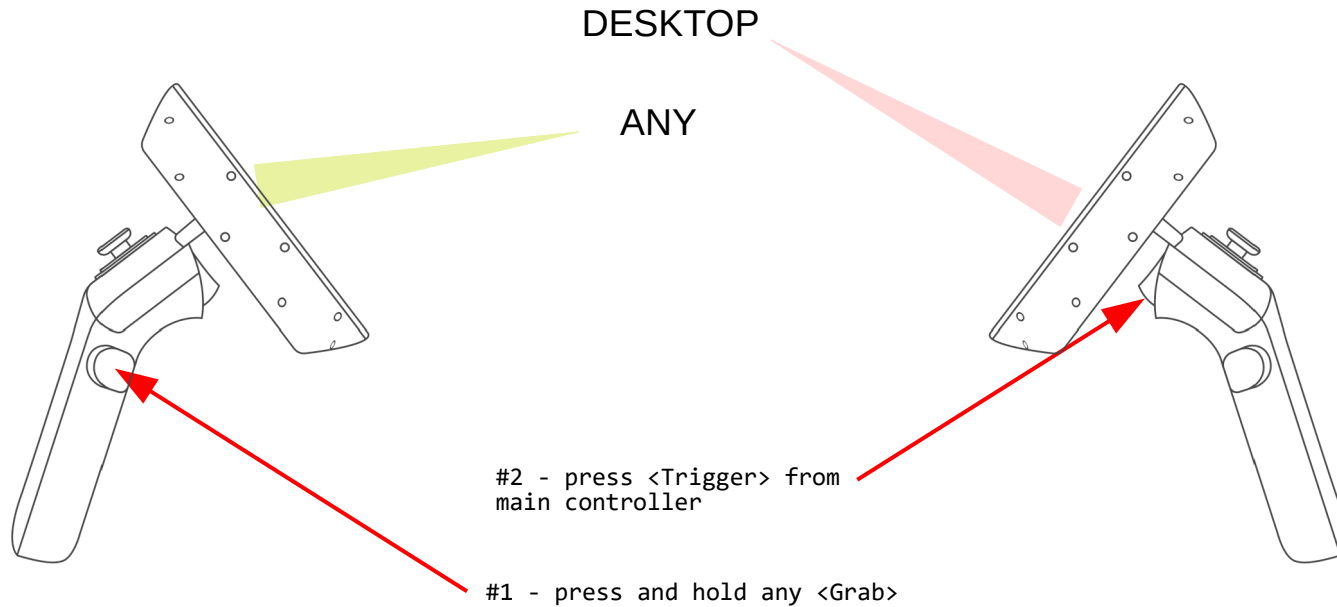 DESKTOP
ANY
#2 - press <Trigger> from
main controller
#1 - press and hold any <Grab>